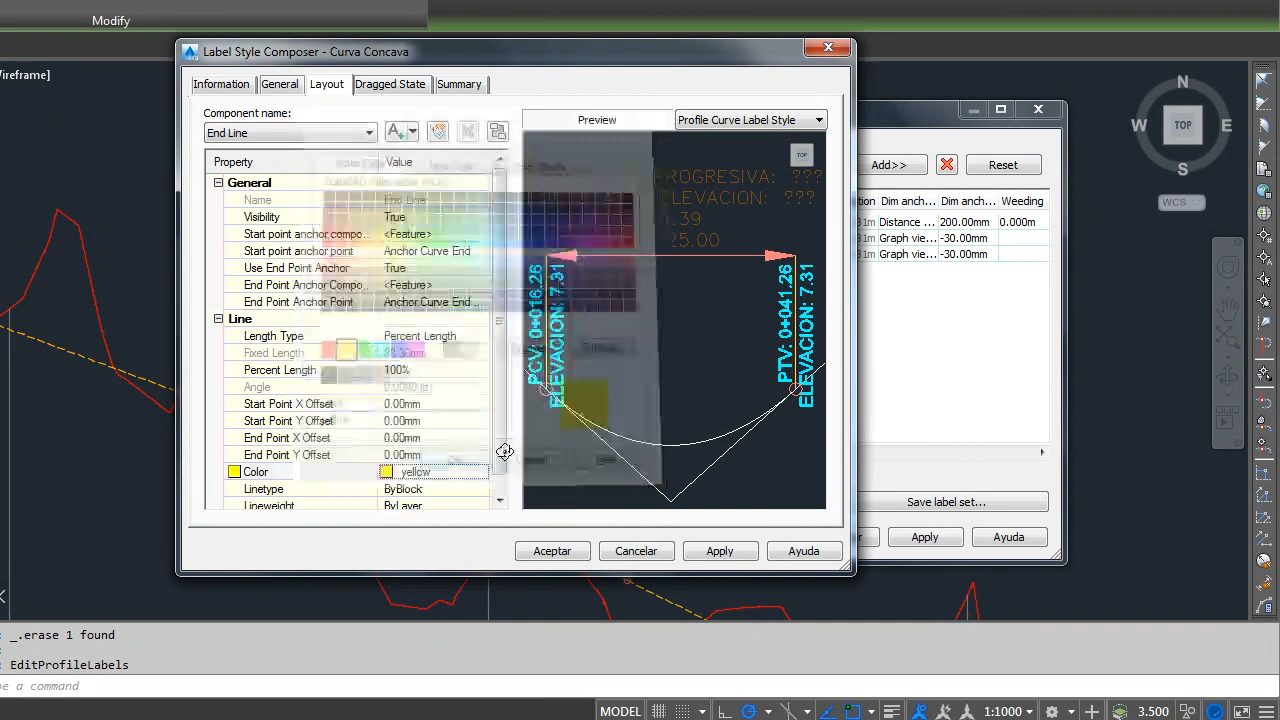 Modify
Wireframe]
Label Style Composer - Curva Concava
Information
General
Layout
Dragged State
Summary
Component name:
End Line
Preview
Profile Curve Label Style
Property
Value
General
Name
End Line
Visibility
True
Start point anchor compo...
<Feature>
Start point anchor
Anchor Curve End
Use End Point Anchor
True
End Point Anchor Compo...
<Feature>
End Point Anchor Point
Anchor Curve End
Line
Length Type
Percent Length
Fixed Length
Percent Length
100%
Angle
Start Point X Offset
0.00mm
Start Point Y Offset
0.00mm
End Point X Offset
0.00mm
End Point Y Offset
0.00mm
Color
yellow
Linetype
ByBlock
Lineweight
ByLayer
TOP
PROGRESIVA: ???
ELEVACION: ???
.39
25.00
PCV: 0+016.26
ELEVACION: 7.31
PTV: 0+041.26
ELEVACION: 7.31
Aceptar
Cancelar
Apply
Ayuda
Add>>
Reset
Dim anch...
Dim anch...
Weeding
Distance ...
200.00mm
0.000m
Graph vie...
-30.00mm
Graph vie...
-30.00mm
Save label set...
Apply
Ayuda
N
W
TOP
E
S
WCS
_.erase 1 found
EditProfileLabels
pe a command
MODEL
1:1000
3.500